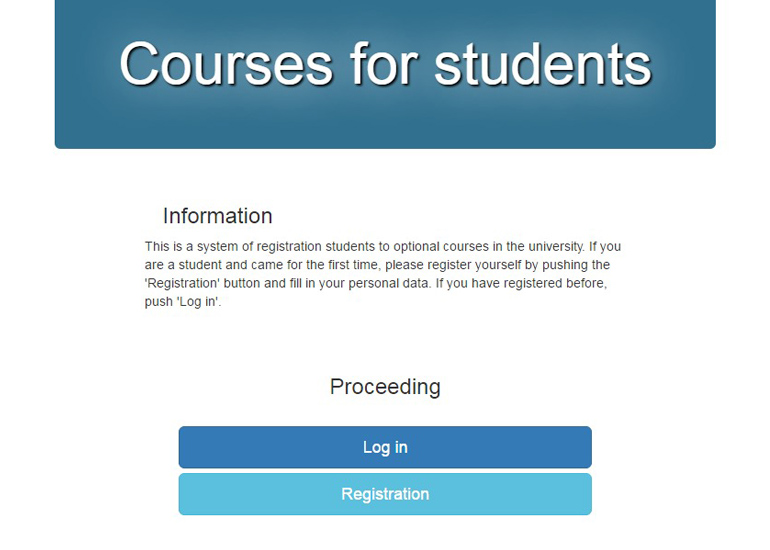 Courses for students
Information
This is a system of registration students to optional courses in the university. If you
are a student and came for the first time, please register yourself by pushing the
'Registration' button and fill in your personal data. If you have registered before,
push 'Log in'.
Proceeding
Log in
Registration